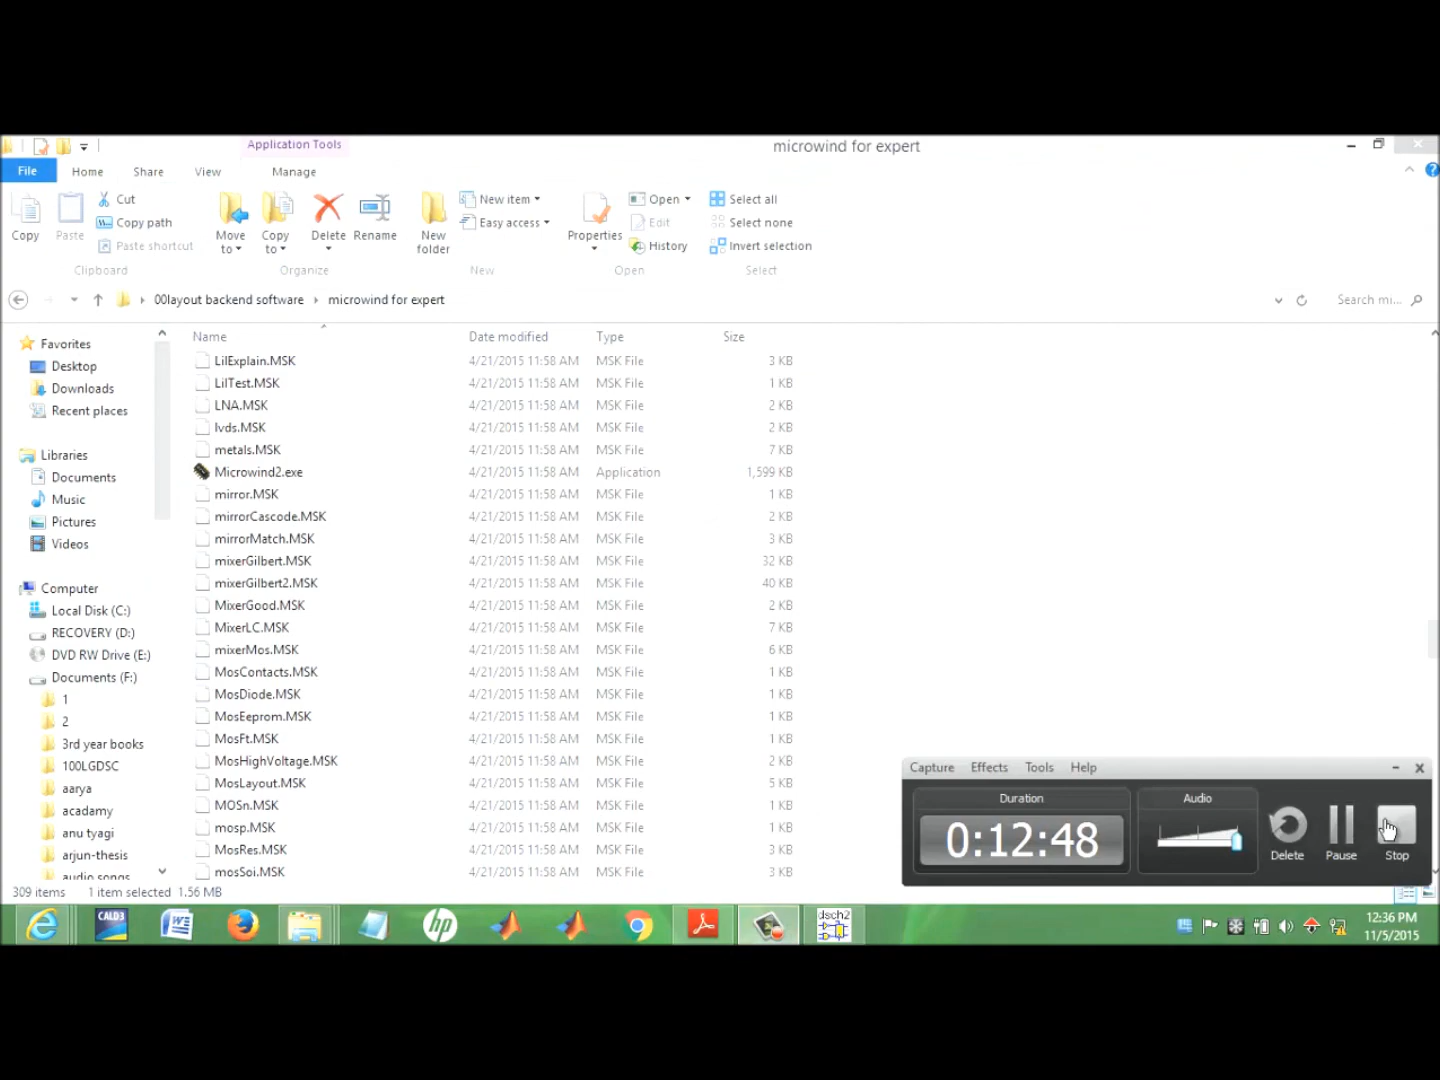 Application Tools
microwind for expert
File Home Share View Manage
Copy
Paste
Cut
Copy path
Paste shortcut
Clipboard
Move to
Copy to
Delete
Rename
Organize
New folder
New item
Easy access
New
Properties
Open
Edit
History
Open
Select all
Select none
Invert selection
Select
00layout backend software microwind for expert
Search mi...
Favorites
Desktop
Downloads
Recent places
Libraries
Documents
Music
Pictures
Videos
Computer
Local Disk (C:)
RECOVERY (D:)
DVD RW Drive (E:)
Documents (F:)
1
2
3rd year books
100LGDSC
aarya
acadamy
anu tyagi
arjun-thesis
audio songs
Name Date modified Type Size
LilExplain.MSK 4/21/2015 11:58 AM MSK File 3 KB
LilTest.MSK 4/21/2015 11:58 AM MSK File 1 KB
LNA.MSK 4/21/2015 11:58 AM MSK File 2 KB
lvds.MSK 4/21/2015 11:58 AM MSK File 2 KB
metals.MSK 4/21/2015 11:58 AM MSK File 7 KB
Microwind2.exe 4/21/2015 11:58 AM Application 1,599 KB
mirror.MSK 4/21/2015 11:58 AM MSK File 1 KB
mirrorCascode.MSK 4/21/2015 11:58 AM MSK File 2 KB
mirrorMatch.MSK 4/21/2015 11:58 AM MSK File 3 KB
mixerGilbert.MSK 4/21/2015 11:58 AM MSK File 32 KB
mixerGilbert2.MSK 4/21/2015 11:58 AM MSK File 40 KB
MixerGood.MSK 4/21/2015 11:58 AM MSK File 2 KB
MixerLC.MSK 4/21/2015 11:58 AM MSK File 7 KB
mixerMos.MSK 4/21/2015 11:58 AM MSK File 6 KB
MosContacts.MSK 4/21/2015 11:58 AM MSK File 1 KB
MosDiode.MSK 4/21/2015 11:58 AM MSK File 1 KB
MosEeprom.MSK 4/21/2015 11:58 AM MSK File 1 KB
MosFt.MSK 4/21/2015 11:58 AM MSK File 1 KB
MosHighVoltage.MSK 4/21/2015 11:58 AM MSK File 2 KB
MosLayout.MSK 4/21/2015 11:58 AM MSK File 5 KB
MOSn.MSK 4/21/2015 11:58 AM MSK File 1 KB
mosp.MSK 4/21/2015 11:58 AM MSK File 1 KB
MosRes.MSK 4/21/2015 11:58 AM MSK File 3 KB
mosSoi.MSK 4/21/2015 11:58 AM MSK File 3 KB
309 items 1 item selected 1.56 MB
Capture Effects Tools Help
Duration
0:12:48
Audio
Delete
Pause
Stop
CALD3
hp
dsch2
12:36 PM
11/5/2015